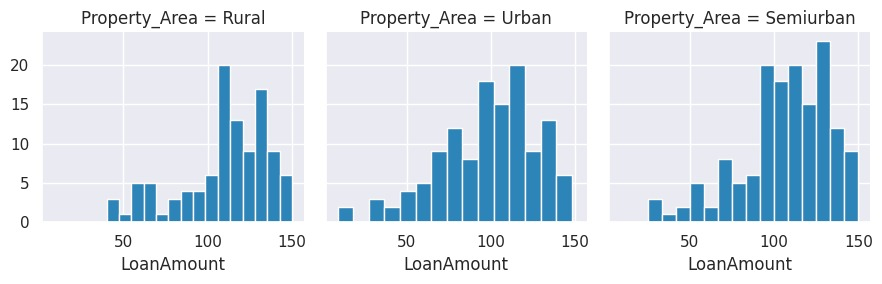 Property_Area = Rural
Property_Area = Urban
Property_Area = Semiurban
20
15
10
5
0
50 100 150
50 100 150
50 100 150
LoanAmount
LoanAmount
LoanAmount